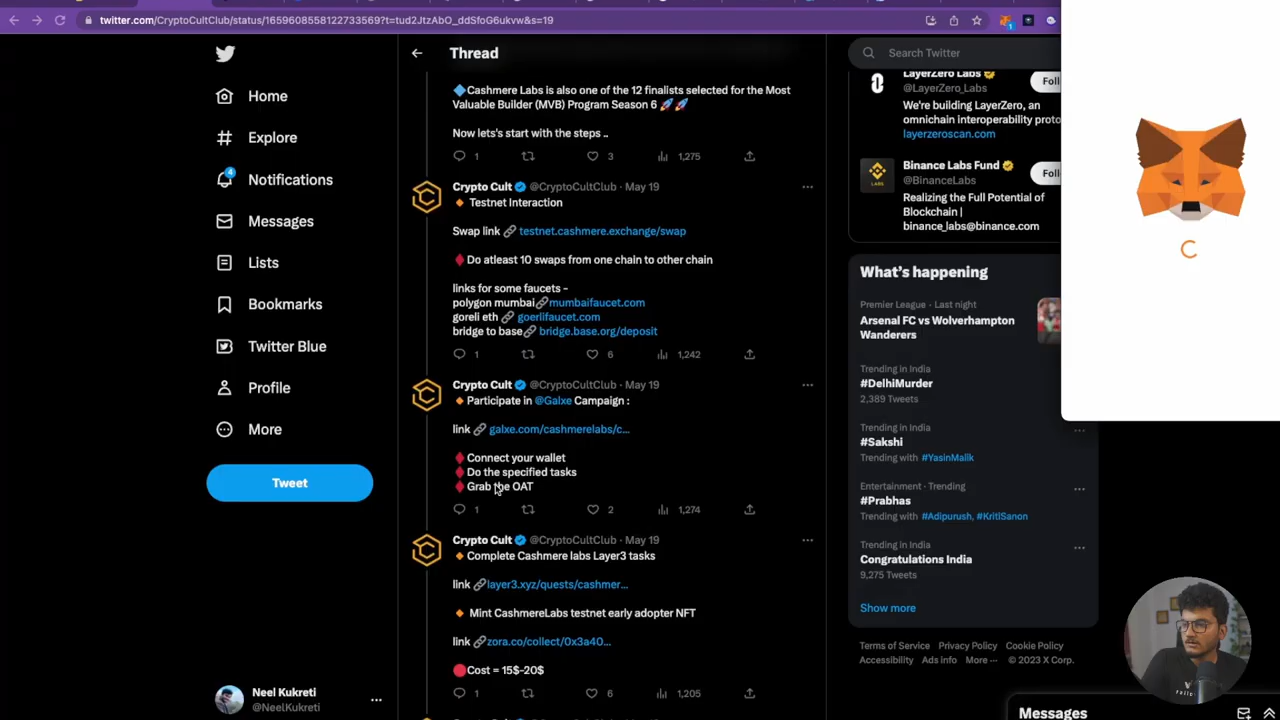 twitter.com/CryptoCultClub/status/1659608558122733569?t=tud2JtzAbO_ddSfoG6ukvw&s=19
1
Home
Explore
4
Notifications
Messages
Lists
Bookmarks
Twitter Blue
Profile
More
Tweet
Neel Kukreti
@NeelKukreti
Thread
🔷Cashmere Labs is also one of the 12 finalists selected for the Most
Valuable Builder (MVB) Program Season 6 🚀 🚀
Now lets's start with the steps ..
1 3 1,275
Crypto Cult @CryptoCultClub · May 19
🔸 Testnet Interaction
Swap link 🔗 testnet.cashmere.exchange/swap
♦️Do atleast 10 swaps from one chain to other chain
links for some faucets -
polygon mumbai🔗mumbaifaucet.com
goreli eth 🔗 goerlifaucet.com
bridge to base🔗 bridge.base.org/deposit
1 6 1,242
Crypto Cult @CryptoCultClub · May 19
🔸 Participate in @Galxe Campaign :
link 🔗 galxe.com/cashmerelabs/c...
♦️Connect your wallet
♦️Do the specified tasks
♦️Grab the OAT
1 2 1,274
Crypto Cult @CryptoCultClub · May 19
🔸 Complete Cashmere labs Layer3 tasks
link 🔗layer3.xyz/quests/cashmer...
🔸 Mint CashmereLabs testnet early adopter NFT
link 🔗zora.co/collect/0x3a40...
🔴Cost = 15$-20$
1 6 1,205
Search Twitter
LayerZero Labs
@LayerZero_Labs
Foll
We're building LayerZero, an
omnichain interoperability proto
layerzeroscan.com
Binance Labs Fund
@BinanceLabs
Foll
Realizing the Full Potential of
Blockchain |
binance_labs@binance.com
What's happening
Premier League · Last night
Arsenal FC vs Wolverhampton
Wanderers
Trending in India
#DelhiMurder
2,389 Tweets
Trending in India
#Sakshi
Trending with #YasinMalik
Entertainment · Trending
#Prabhas
Trending with #Adipurush, #KritiSanon
Trending in India
Congratulations India
9,275 Tweets
Show more
Terms of Service Privacy Policy Cookie Policy
Accessibility Ads info More ··· © 2023 X Corp.
Messages